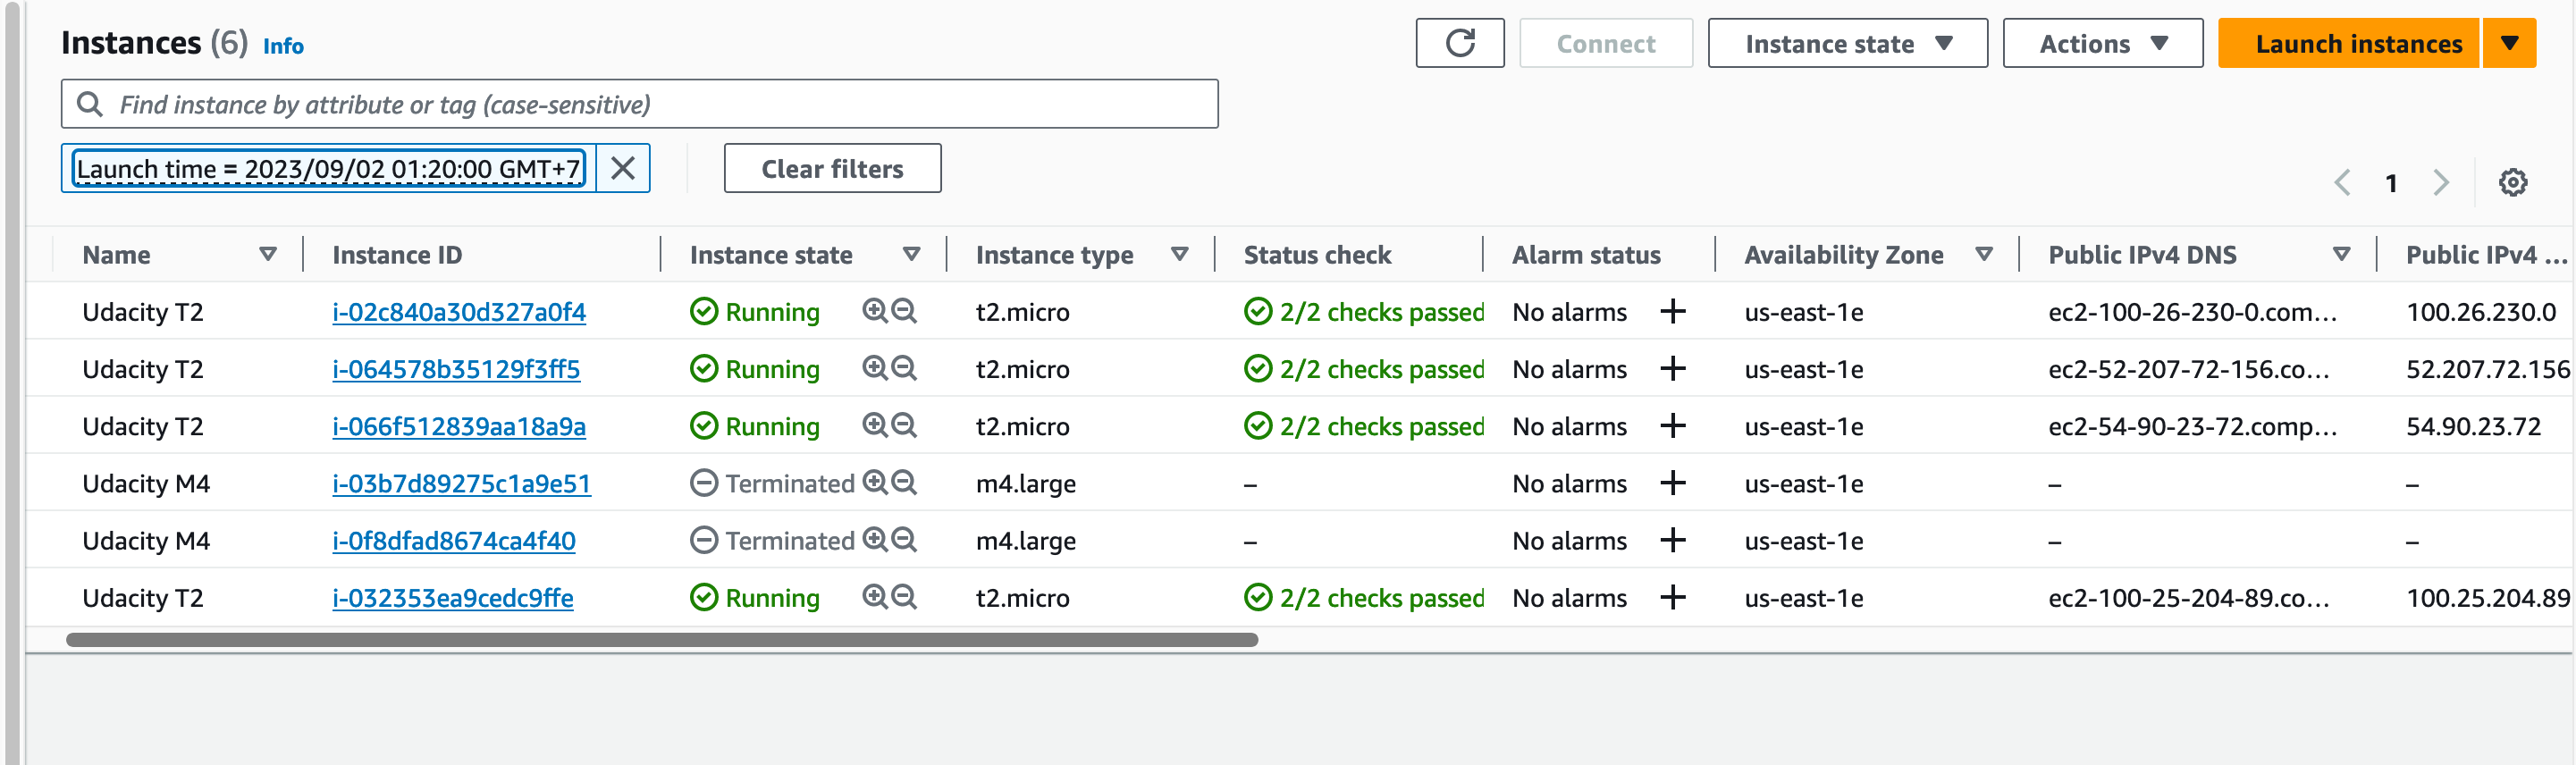 Instances (6) Info
Connect
Instance state
Actions
Launch instances
Find instance by attribute or tag (case-sensitive)
Launch time = 2023/09/02 01:20:00 GMT+7
Clear filters
1
Name Instance ID Instance state Instance type Status check Alarm status Availability Zone Public IPv4 DNS Public IPv4 ...
Udacity T2 i-02c840a30d327a0f4 Running t2.micro 2/2 checks passed No alarms + us-east-1e ec2-100-26-230-0.com... 100.26.230.0
Udacity T2 i-064578b35129f3ff5 Running t2.micro 2/2 checks passed No alarms + us-east-1e ec2-52-207-72-156.co... 52.207.72.156
Udacity T2 i-066f512839aa18a9a Running t2.micro 2/2 checks passed No alarms + us-east-1e ec2-54-90-23-72.comp... 54.90.23.72
Udacity M4 i-03b7d89275c1a9e51 Terminated m4.large – No alarms + us-east-1e – –
Udacity M4 i-0f8dfad8674ca4f40 Terminated m4.large – No alarms + us-east-1e – –
Udacity T2 i-032353ea9cedc9ffe Running t2.micro 2/2 checks passed No alarms + us-east-1e ec2-100-25-204-89.co... 100.25.204.89